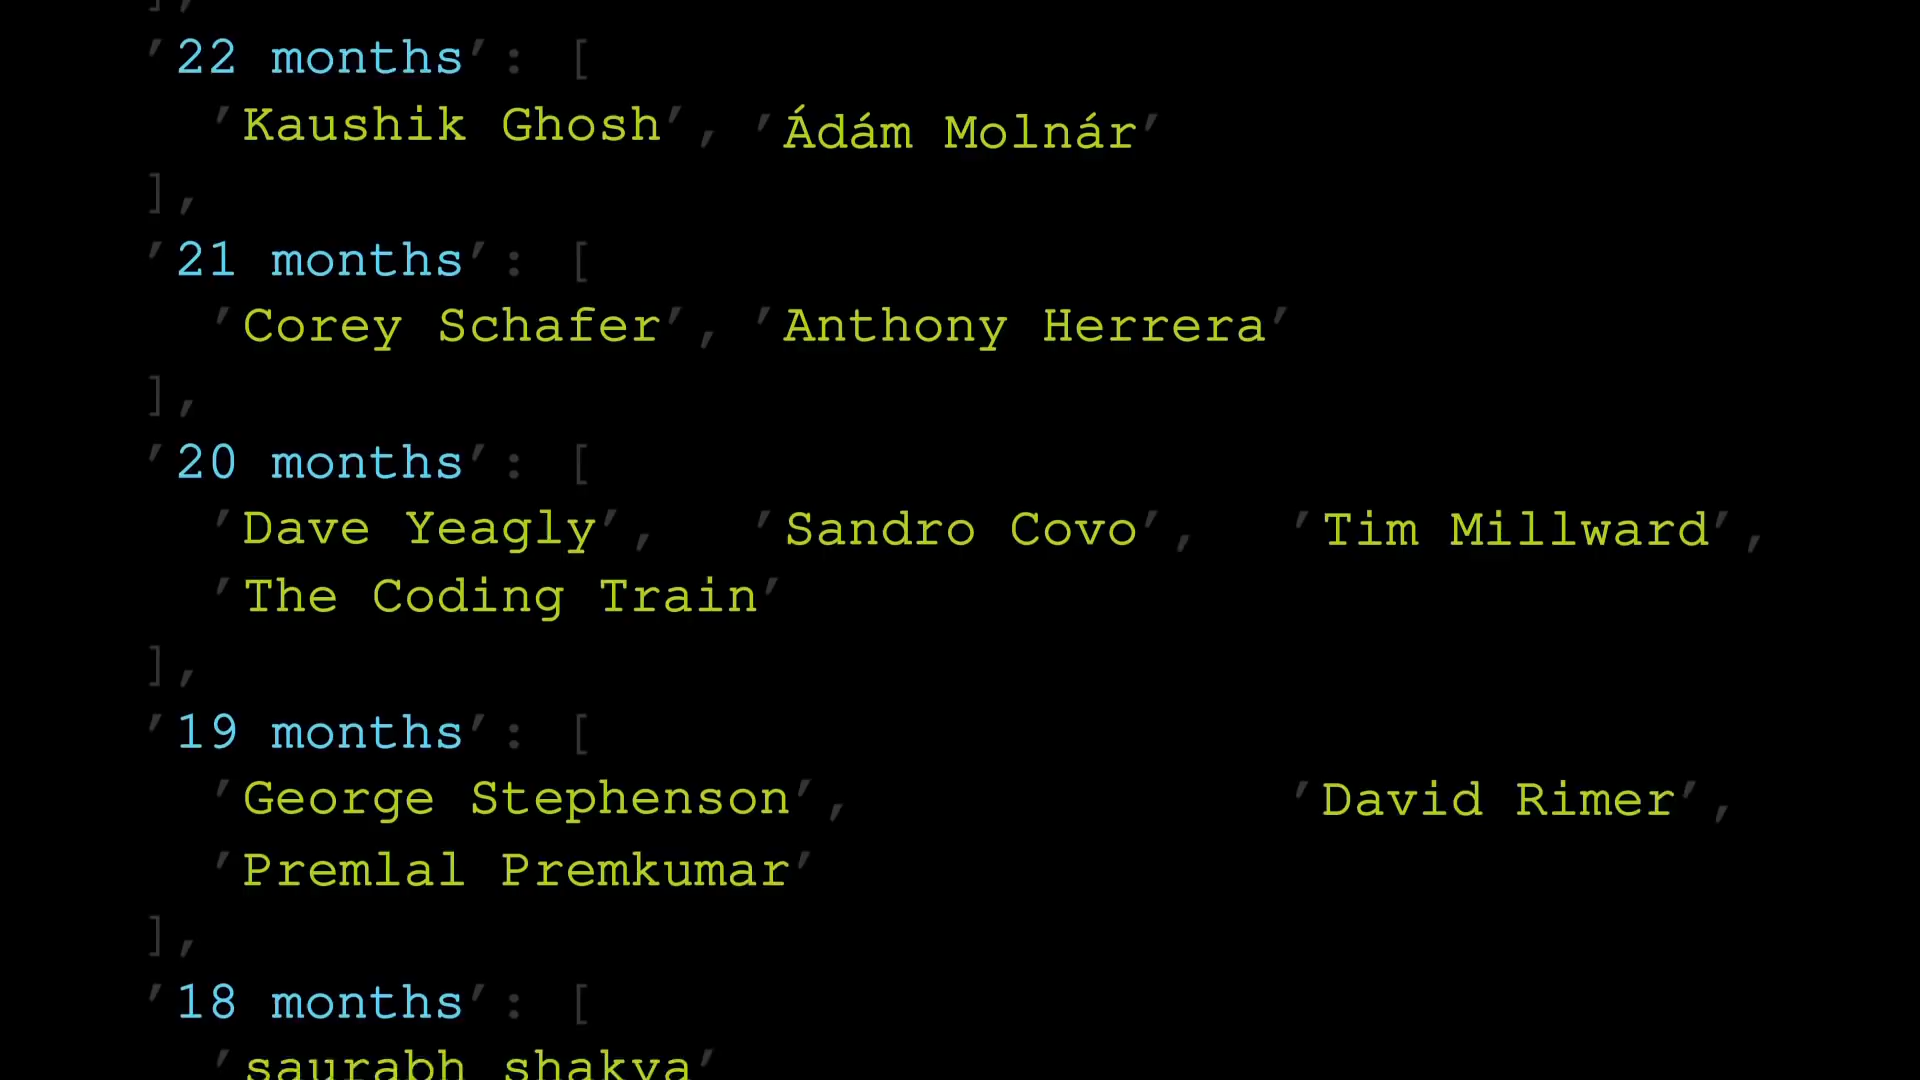 ],
'22 months': [
'Kaushik Ghosh', 'Ádám Molnár'
],
'21 months': [
'Corey Schafer', 'Anthony Herrera'
],
'20 months': [
'Dave Yeagly', 'Sandro Covo', 'Tim Millward',
'The Coding Train'
],
'19 months': [
'George Stephenson', 'David Rimer',
'Premlal Premkumar'
],
'18 months': [
'saurabh shakya'